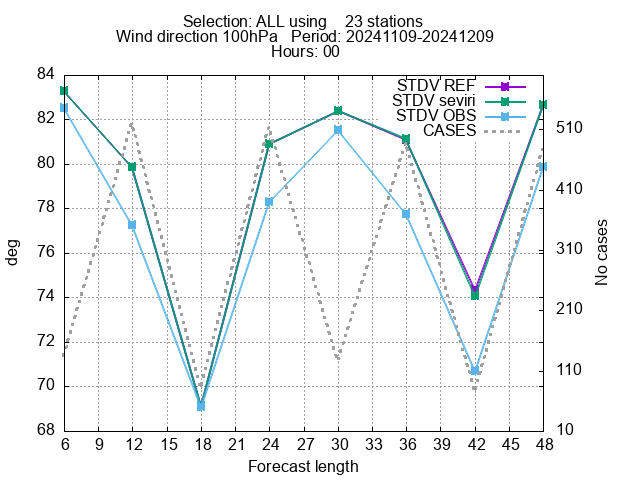 Selection: ALL using    23 stations
Wind direction 100hPa   Period: 20241109-20241209
Hours: 00
STDV REF
STDV seviri
STDV OBS
CASES
84
82
80
78
76
74
72
70
68
deg
510
410
310
210
110
10
No cases
6 9 12 15 18 21 24 27 30 33 36 39 42 45 48
Forecast length